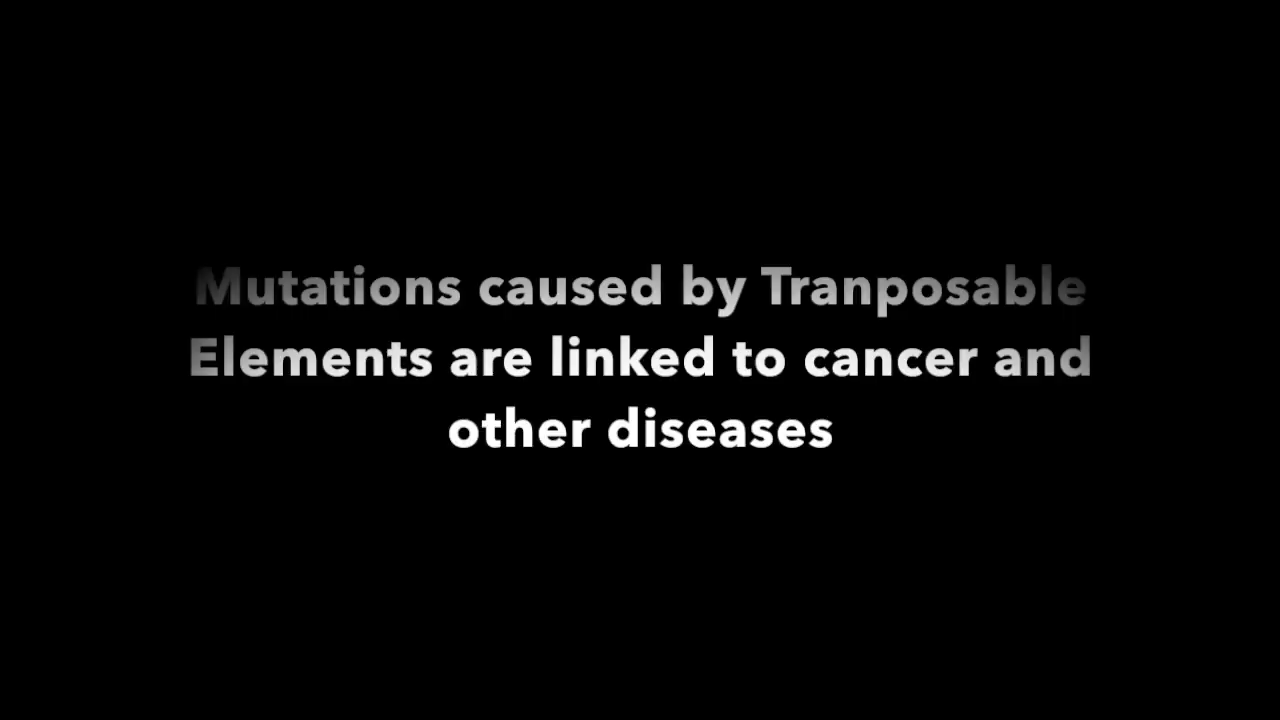 Mutations caused by Tranposable
Elements are linked to cancer and
other diseases